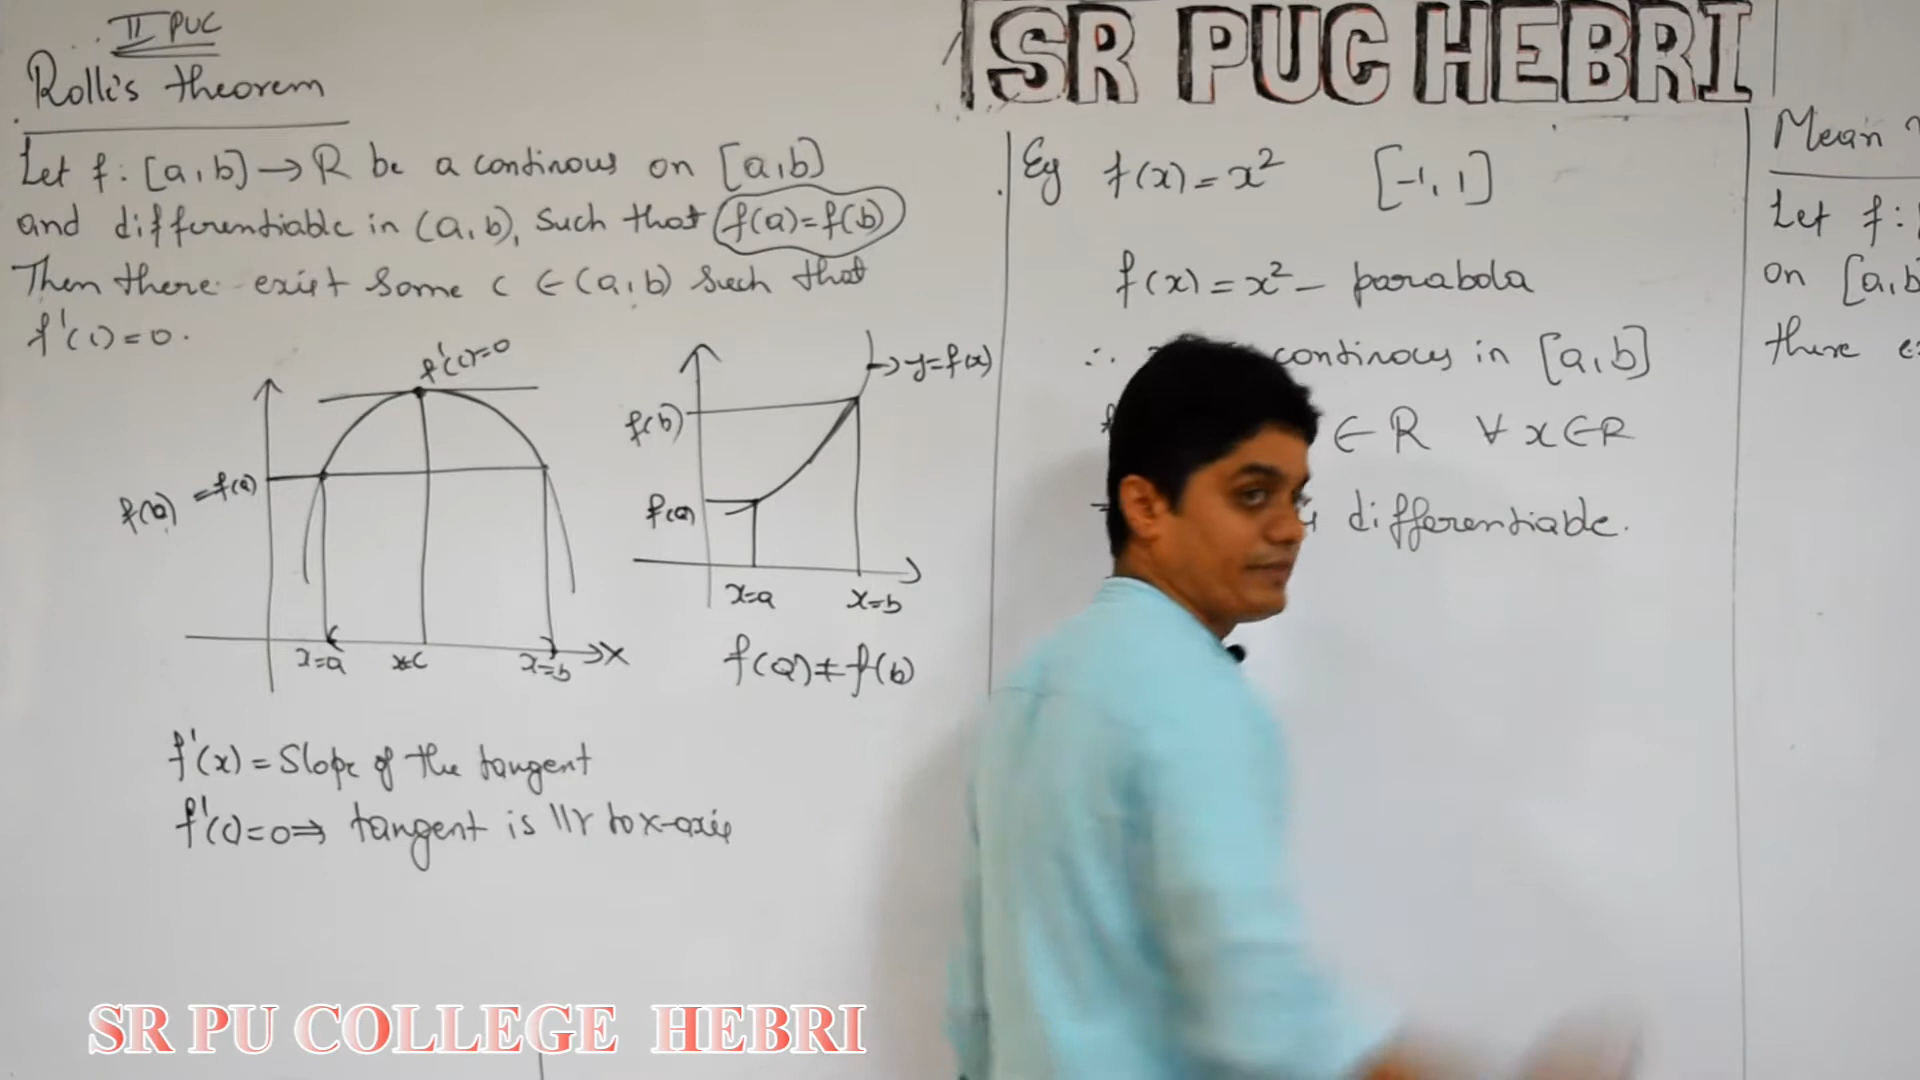 II PUC
Rolle's theorem
Let f: [a,b] → R be a continous on [a,b]
and differentiable in (a,b), such that f(a)=f(b)
Then there exist some c ∈ (a,b) such that
f'(c)=0.
f'(c)=0
f(b) =f(a)
x=a x=c x=b X
y=f(x)
f(b)
f(a)
x=a x=b
f(a)≠f(b)
f'(x) = Slope of the tangent
f'(c)=0⇒ tangent is ||r to x-axis
SR PUC HEBRI
Eg f(x)=x² [-1, 1]
f(x)=x² – parabola
∴ continous in [a,b]
∈ R ∀ x∈R
differentiable.
Mean
Let f:
on [a,b
there
SR PU COLLEGE HEBRI